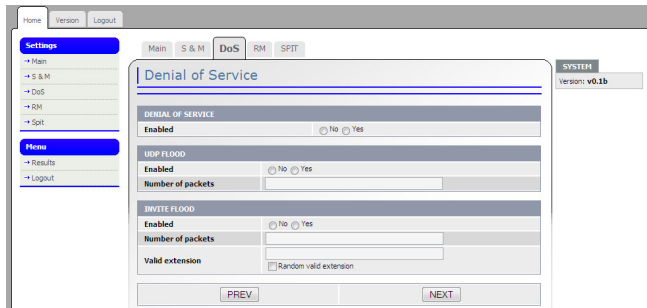 Home Version Logout
Settings
Main
S & M
DoS
RM
Spit
Menu
Results
Logout
Main S & M DoS RM SPIT
Denial of Service
DENIAL OF SERVICE
Enabled No Yes
UDP FLOOD
Enabled No Yes
Number of packets
INVITE FLOOD
Enabled No Yes
Number of packets
Valid extension
Random valid extension
PREV NEXT
SYSTEM
Version: v0.1b